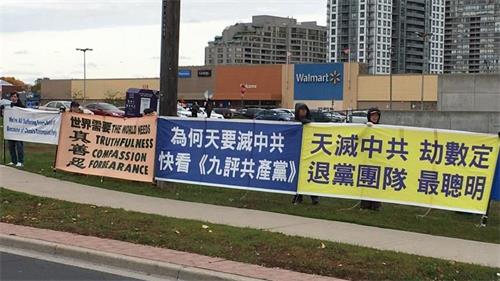 Walmart
Because of
世界需要 THE WORLD NEEDS
真 TRUTHFULNESS
善 COMPASSION
忍 FORBEARANCE
為何天要滅中共
快看《九評共產黨》
天滅中共 劫數定
退黨團隊 最聰明